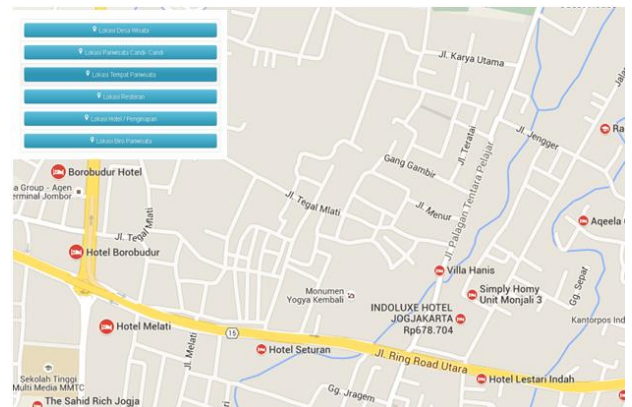 Lokasi Desa Wisata
Lokasi Pariwisata Candi- Candi
Lokasi Tempat Pariwisata
Lokasi Restoran
Lokasi Hotel / Penginapan
Lokasi Biro Pariwisata
Jl. Karya Utama
Jalan
Jl. Jengger
Ra
Jl. Teratai
Jl. Palagan Tentara Pelajar
Gang Gambir
Borobudur Hotel
a Group - Agen
erminal Jombor
Jl. Tegal Mlati
Jl. Menur
Aqeela
Jl. Tegal Mlati
Hotel Borobudur
Villa Hanis
Gg. Separ
Simply Homy
Unit Monjali 3
Monumen
Yogya Kembali
INDOLUXE HOTEL
JOGJAKARTA
Rp678.704
Kantorpos Ind
Hotel Melati
15
Jl. Melati
Hotel Seturan
Jl. Ring Road Utara
Sekolah Tinggi
Multi Media MMTC
Hotel Lestari Indah
Gg. Jragem
The Sahid Rich Jogja